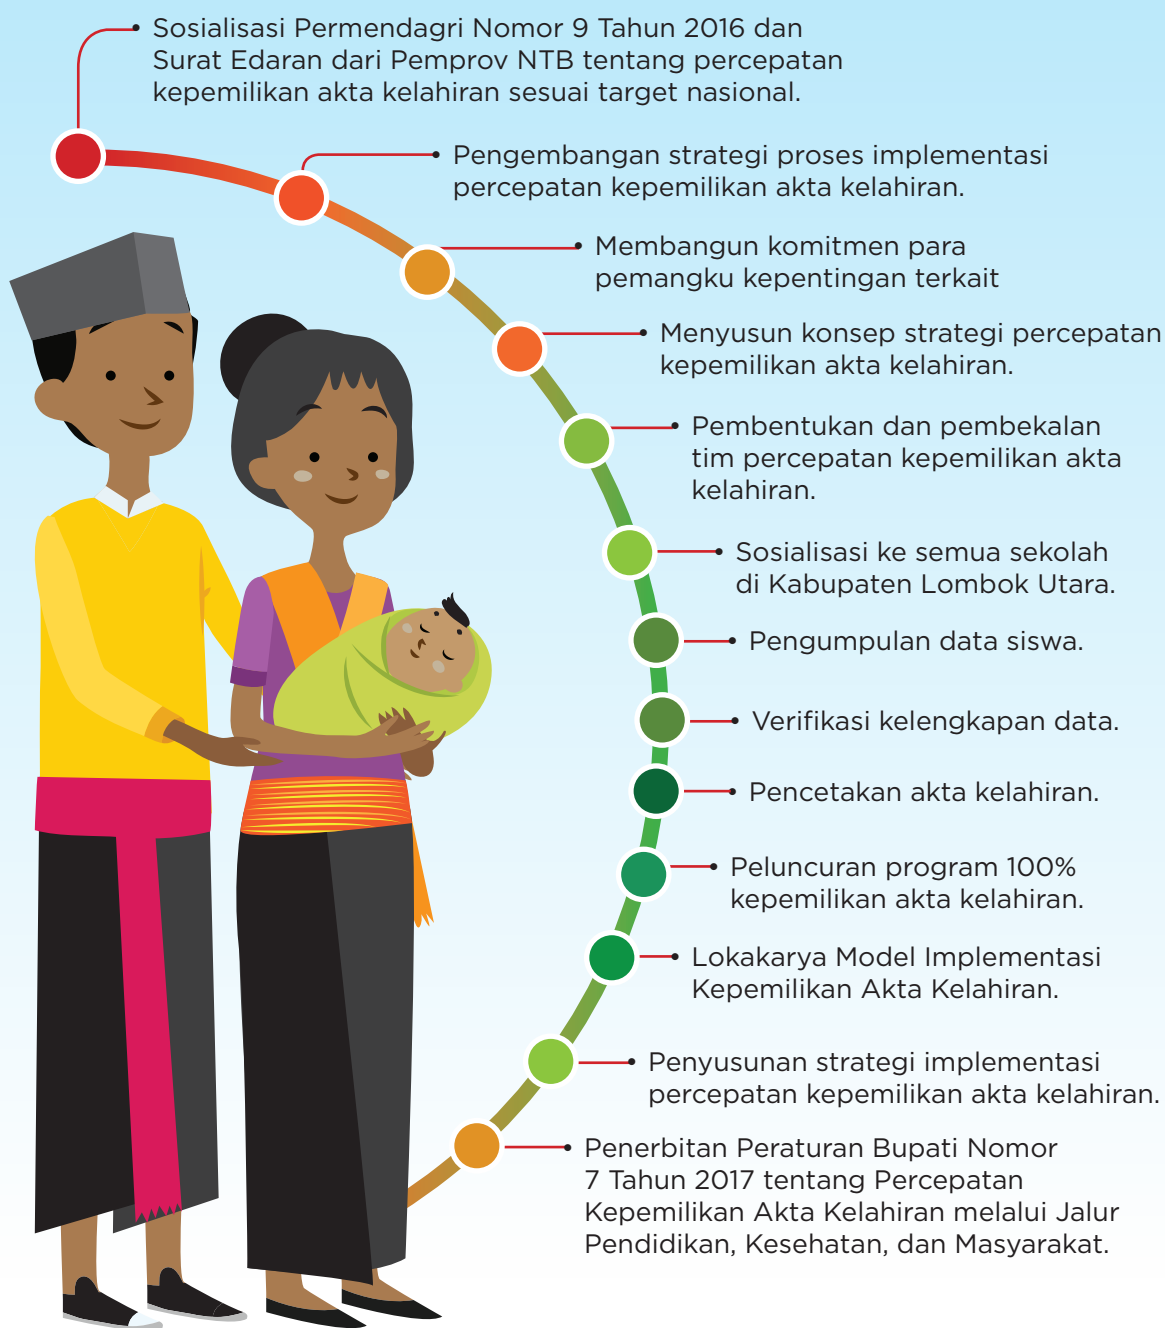 Sosialisasi Permendagri Nomor 9 Tahun 2016 dan
Surat Edaran dari Pemprov NTB tentang percepatan
kepemilikan akta kelahiran sesuai target nasional.
Pengembangan strategi proses implementasi
percepatan kepemilikan akta kelahiran.
Membangun komitmen para
pemangku kepentingan terkait
Menyusun konsep strategi percepatan
kepemilikan akta kelahiran.
Pembentukan dan pembekalan
tim percepatan kepemilikan akta
kelahiran.
Sosialisasi ke semua sekolah
di Kabupaten Lombok Utara.
Pengumpulan data siswa.
Verifikasi kelengkapan data.
Pencetakan akta kelahiran.
Peluncuran program 100%
kepemilikan akta kelahiran.
Lokakarya Model Implementasi
Kepemilikan Akta Kelahiran.
Penyusunan strategi implementasi
percepatan kepemilikan akta kelahiran.
Penerbitan Peraturan Bupati Nomor
7 Tahun 2017 tentang Percepatan
Kepemilikan Akta Kelahiran melalui Jalur
Pendidikan, Kesehatan, dan Masyarakat.